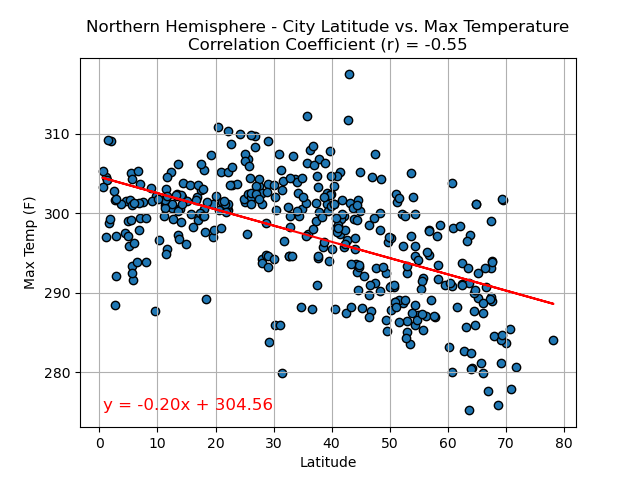 Northern Hemisphere - City Latitude vs. Max Temperature
Correlation Coefficient (r) = -0.55
310
300
290
280
Max Temp (F)
y = -0.20x + 304.56
0 10 20 30 40 50 60 70 80
Latitude